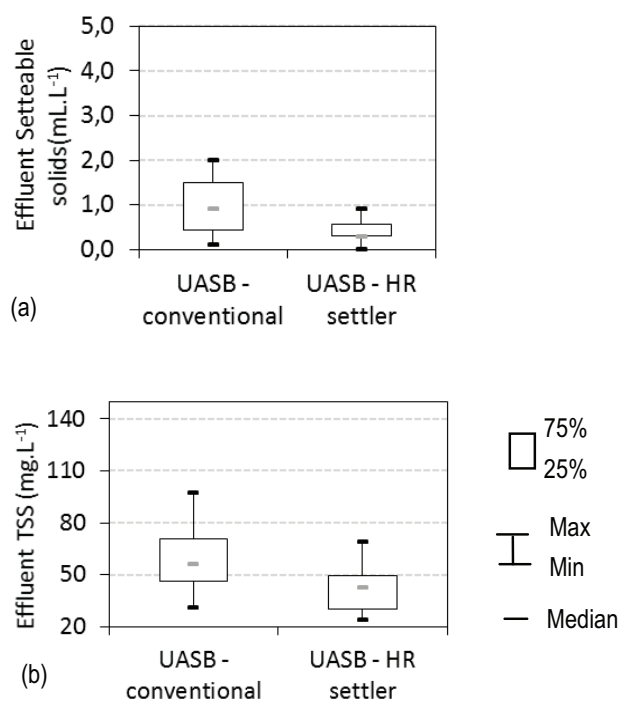 Effluent Setteable
solids(mL.L⁻¹)
5,0
4,0
3,0
2,0
1,0
0,0
UASB -
conventional
UASB - HR
settler
(a)
Effluent TSS (mg.L⁻¹)
140
110
80
50
20
UASB -
conventional
UASB - HR
settler
(b)
75%
25%
Max
Min
Median